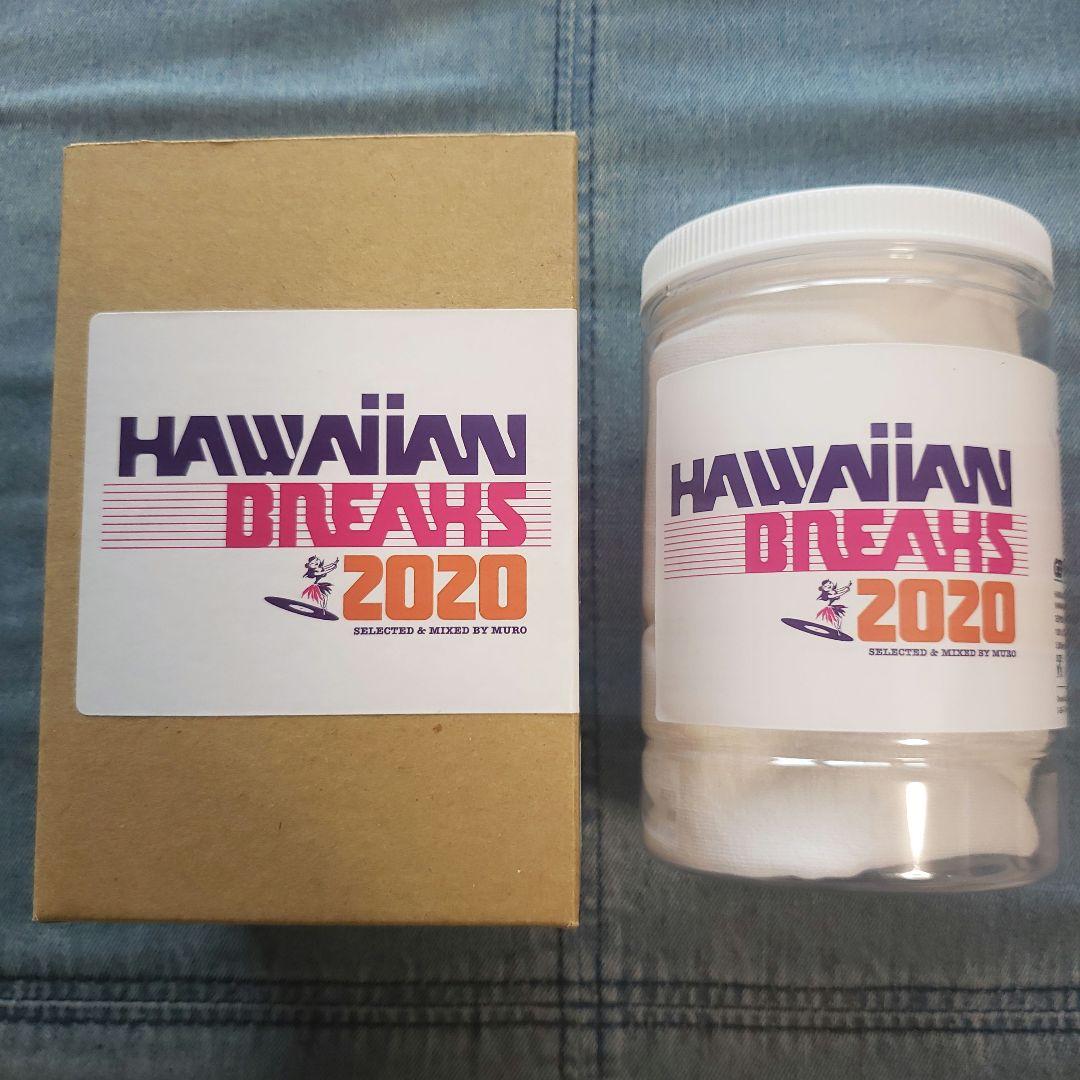 HAWAiiAN
BREAKS
2020
SELECTED & MIXED BY MURO
HAWAiiAN
BREAKS
2020
SELECTED & MIXED BY MURO